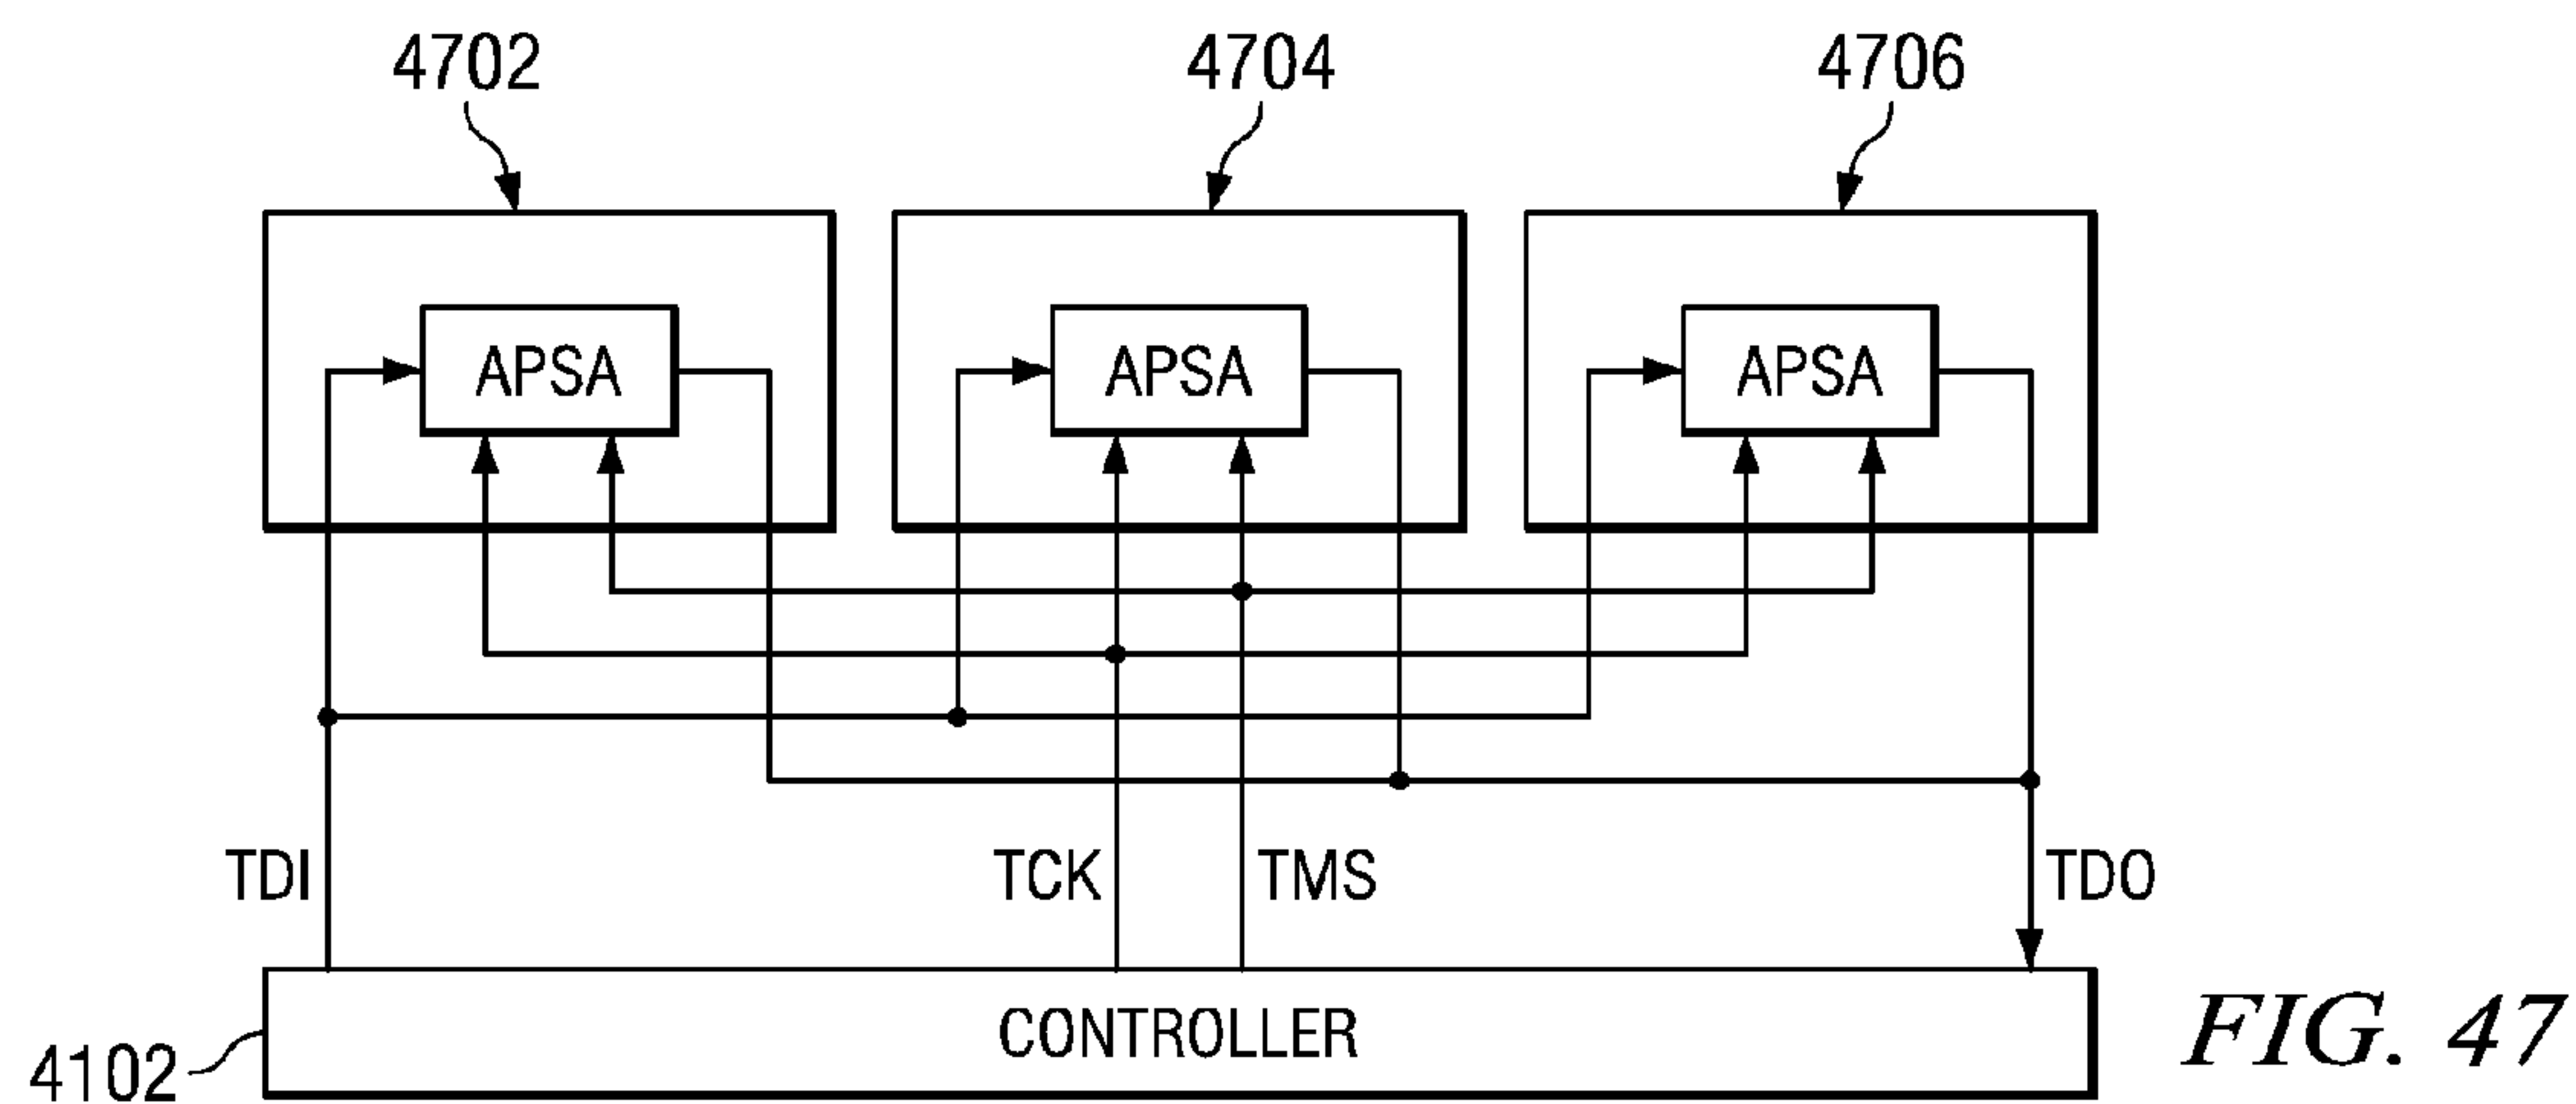 4702
4704
4706
APSA
APSA
APSA
TDI
TCK
TMS
TDO
CONTROLLER
4102
FIG. 47